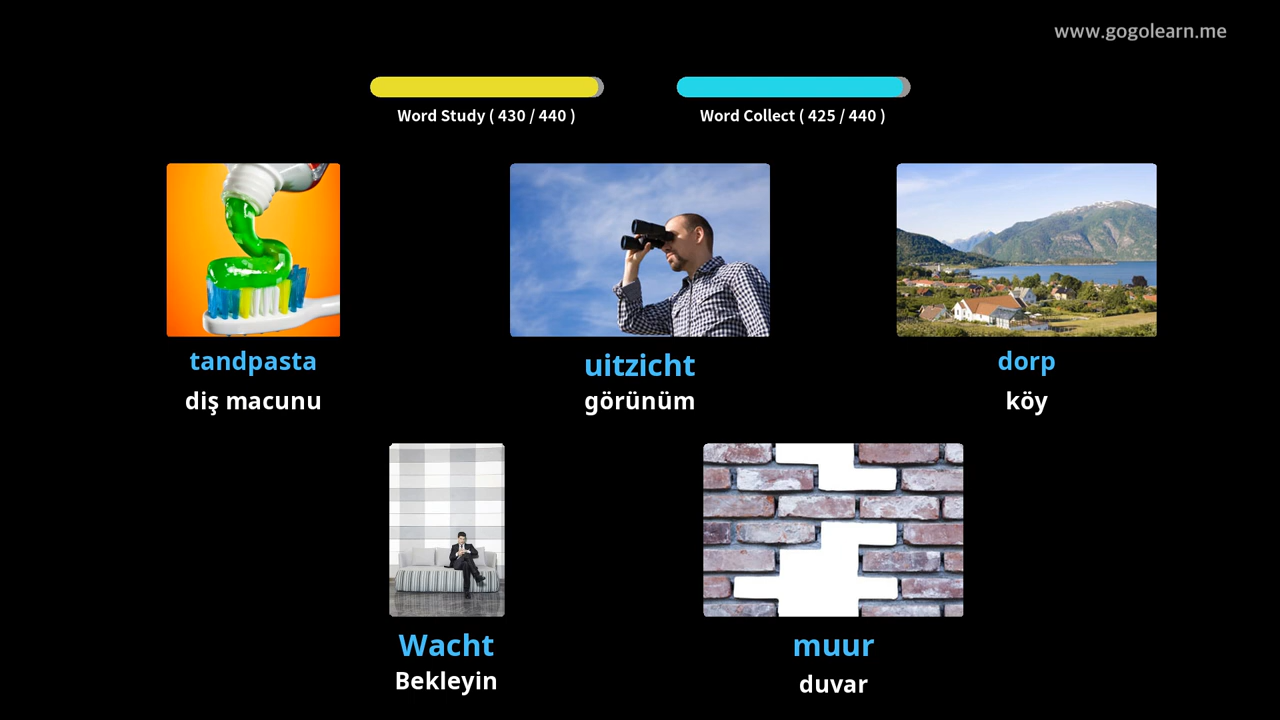 www.gogolearn.me
Word Study ( 430 / 440 )
Word Collect ( 425 / 440 )
tandpasta
diş macunu
uitzicht
görünüm
dorp
köy
Wacht
Bekleyin
muur
duvar